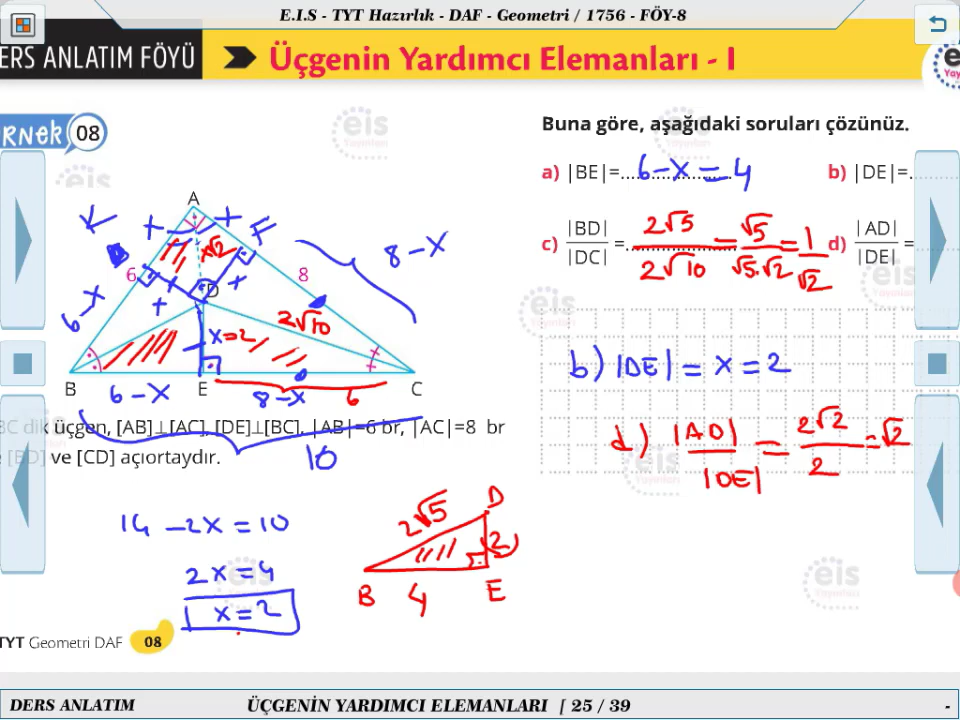 E.I.S - TYT Hazırlık - DAF - Geometri / 1756 - FÖY-8
ERS ANLATIM FÖYÜ
Üçgenin Yardımcı Elemanları - I
rnek 08
Buna göre, aşağıdaki soruları çözünüz.
a) |BE|=.......... 6-x = 4
b) |DE|=..........
c) |BD| / |DC| = 2√5 / 2√10 = √5 / √5.√2 = 1 / √2
d) |AD| / |DE| =
A
6
8
8-x
6-x
x√2
D
x=2
2√10
B
E
C
6-x
8-x
6
10
BC dik üçgen, [AB]⊥[AC], [DE]⊥[BC], |AB|=6 br, |AC|=8 br
[BD] ve [CD] açıortaydır.
b) |DE| = x = 2
d) |AD| / |DE| = 2√2 / 2 = √2
14 -2x = 10
2x = 4
x = 2
2√5
D
2
B
4
E
eis
Yayınları
TYT Geometri DAF 08
DERS ANLATIM
ÜÇGENİN YARDIMCI ELEMANLARI [ 25 / 39
-